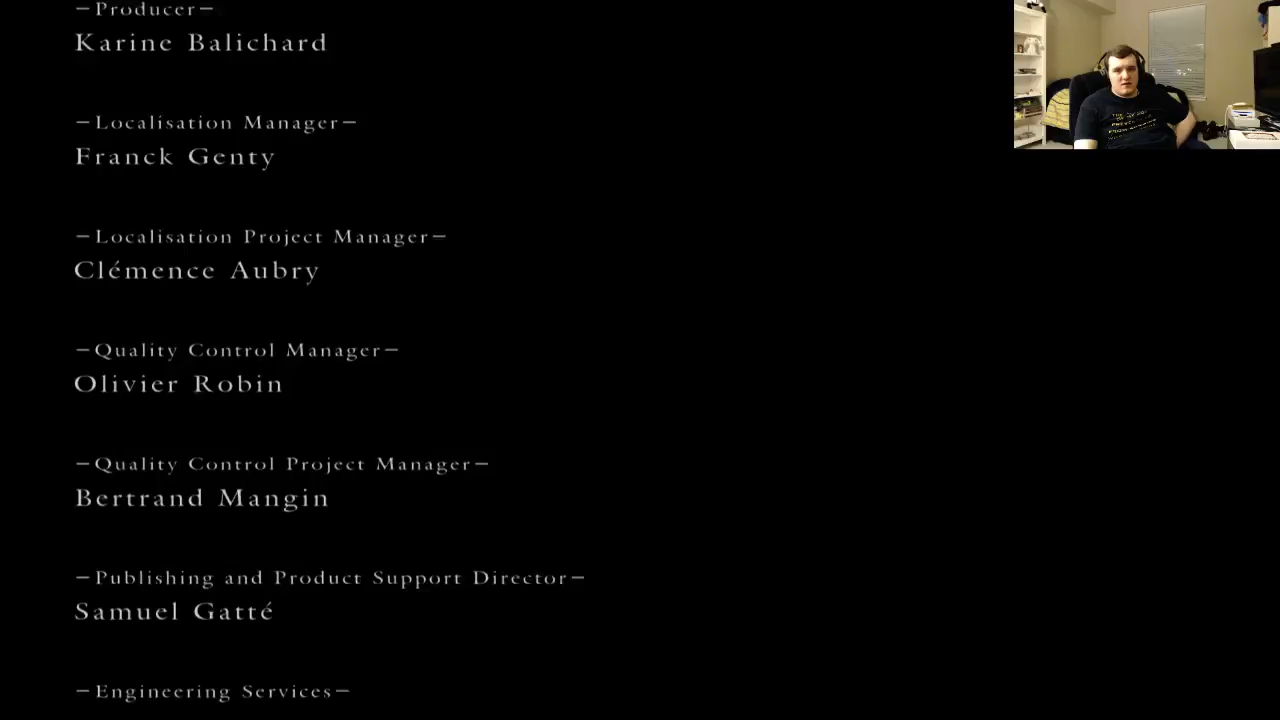 —Producer—
Karine Balichard
—Localisation Manager—
Franck Genty
—Localisation Project Manager—
Clémence Aubry
—Quality Control Manager—
Olivier Robin
—Quality Control Project Manager—
Bertrand Mangin
—Publishing and Product Support Director—
Samuel Gatté
—Engineering Services—